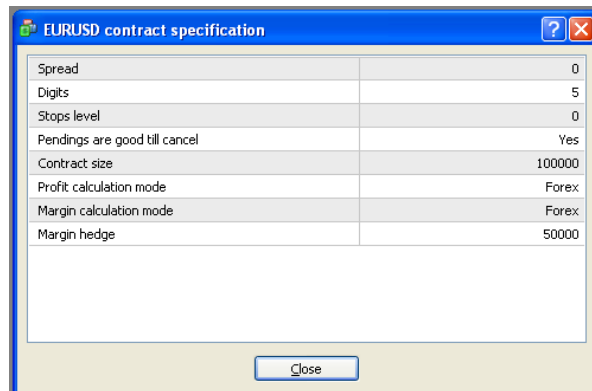 EURUSD contract specification
Spread 0
Digits 5
Stops level 0
Pendings are good till cancel Yes
Contract size 100000
Profit calculation mode Forex
Margin calculation mode Forex
Margin hedge 50000
Close